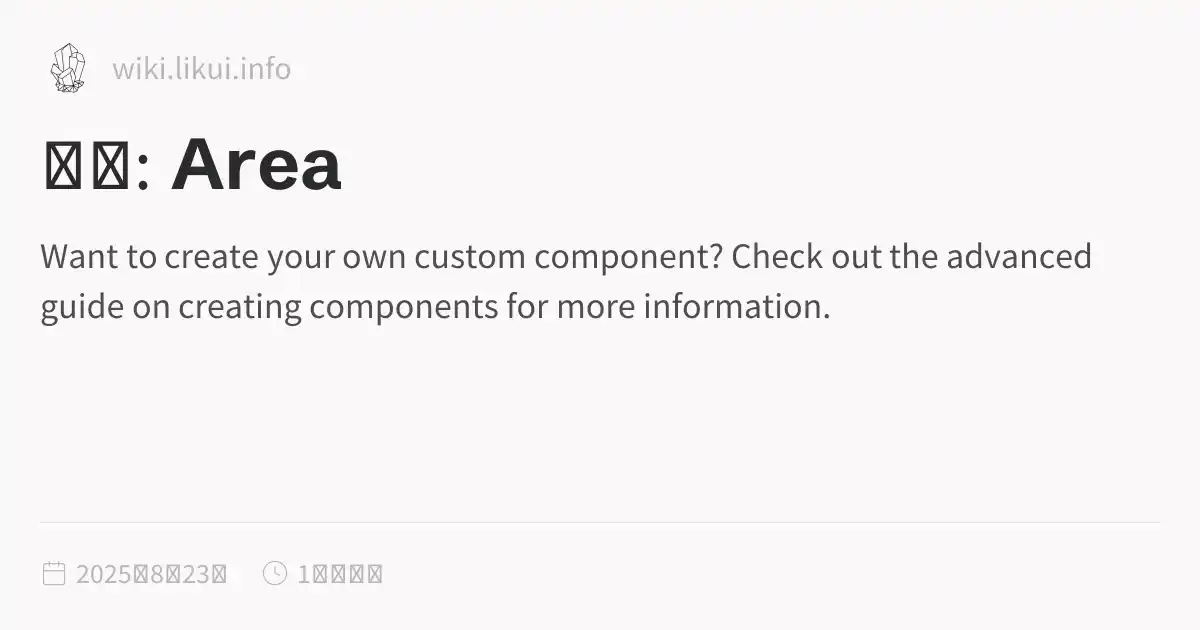 wiki.likui.info
: Area
Want to create your own custom component? Check out the advanced
guide on creating components for more information.
2025 8 23
1